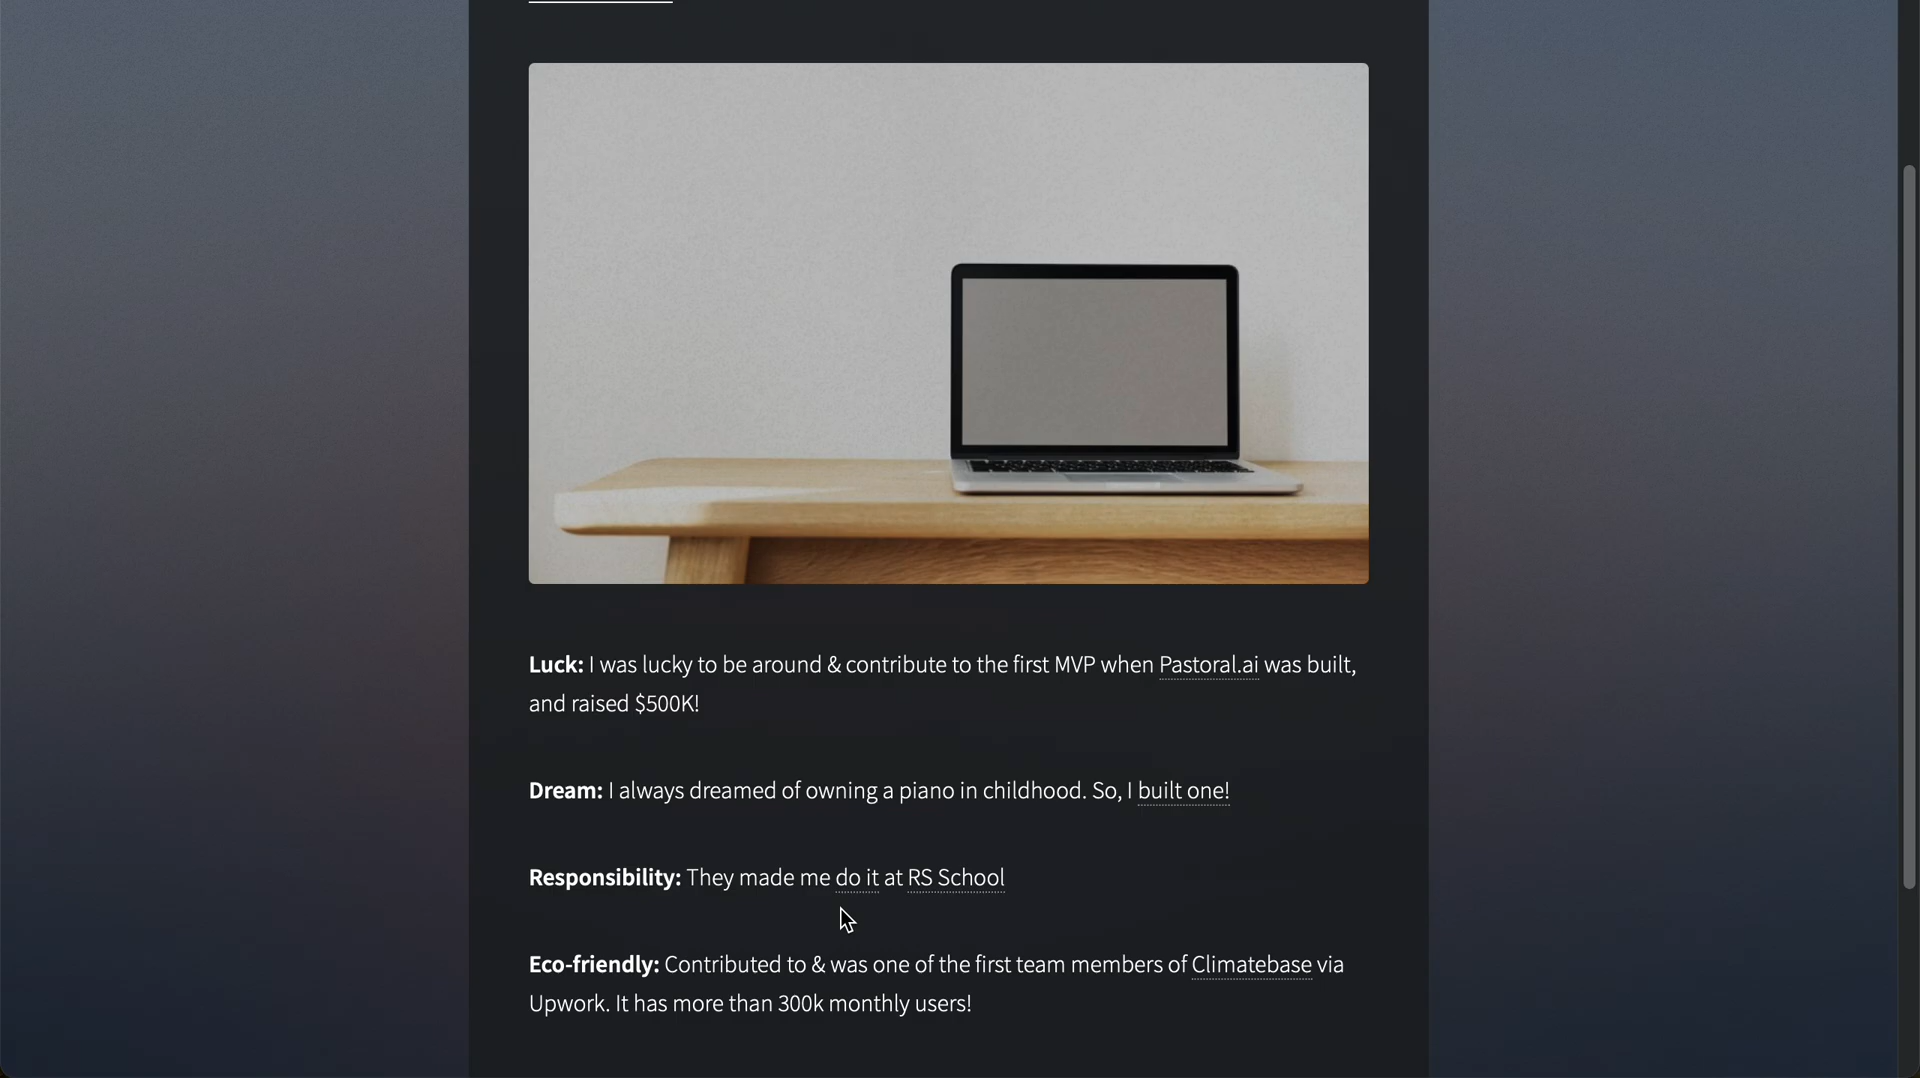 Luck: I was lucky to be around & contribute to the first MVP when Pastoral.ai was built,
and raised $500K!
Dream: I always dreamed of owning a piano in childhood. So, I built one!
Responsibility: They made me do it at RS School
Eco-friendly: Contributed to & was one of the first team members of Climatebase via
Upwork. It has more than 300k monthly users!